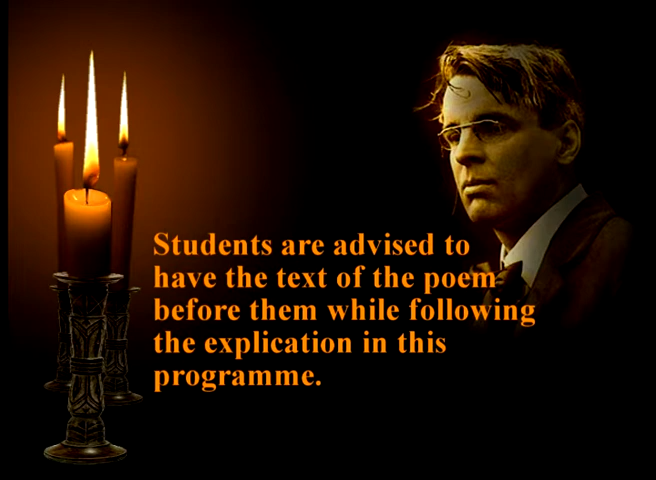 Students are advised to
have the text of the poem
before them while following
the explication in this
programme.